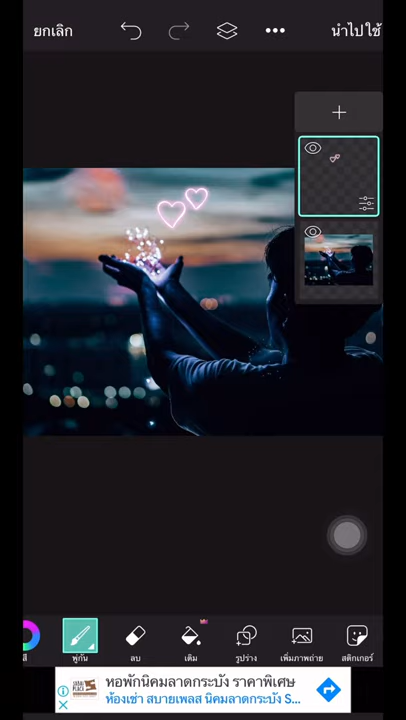 ยกเลิก
นำไปใช้
สี
พู่กัน
ลบ
เติม
รูปร่าง
เพิ่มภาพถ่าย
สติกเกอร์
หอพักนิคมลาดกระบัง ราคาพิเศษ
ห้องเช่า สบายเพลส นิคมลาดกระบัง S...